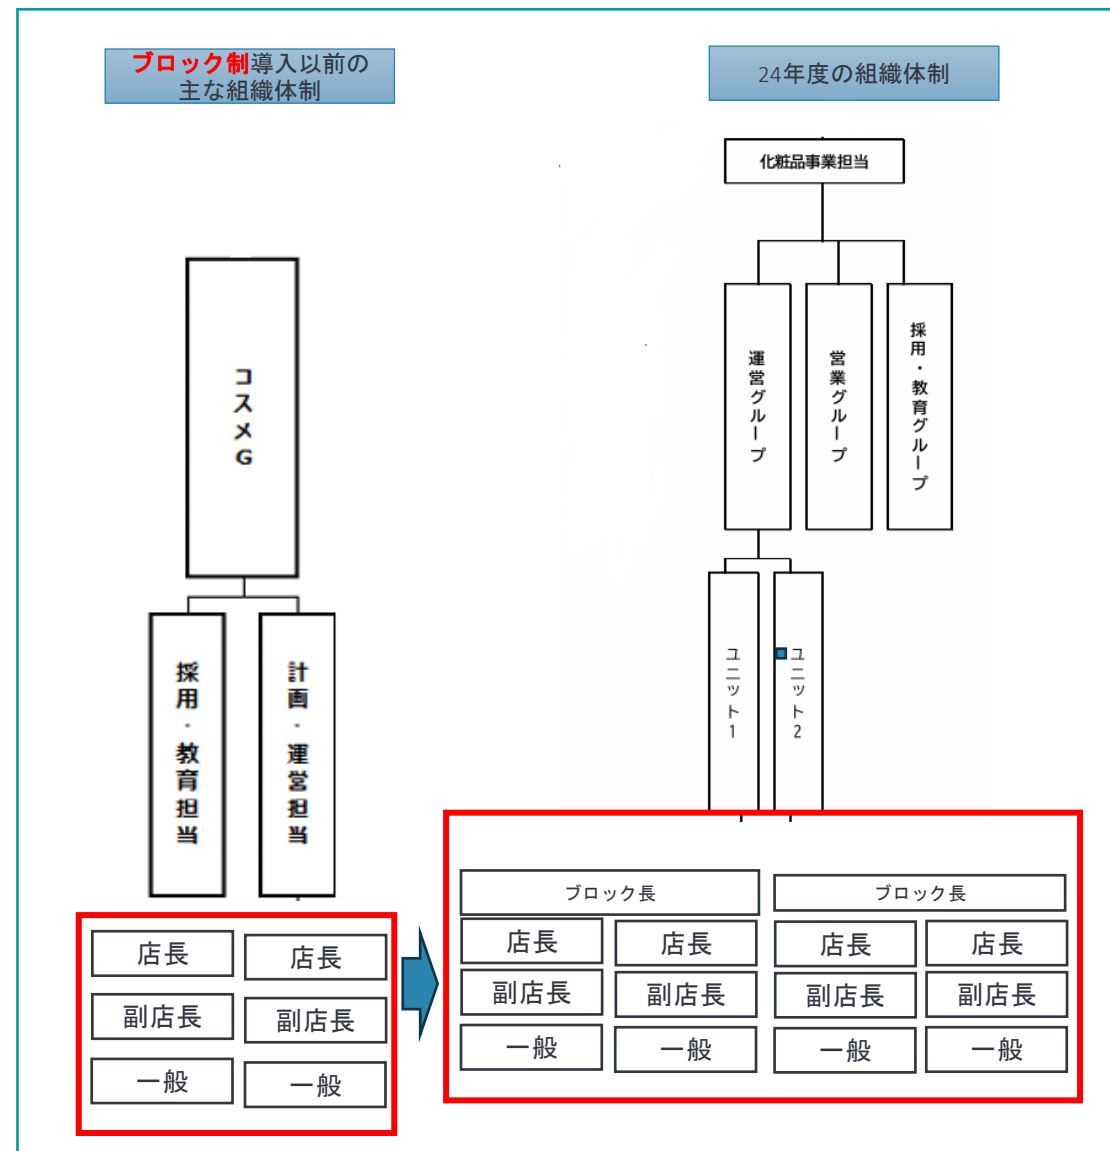 ブロック制導入以前の
主な組織体制
コスメG
採用・教育担当
計画・運営担当
店長
店長
副店長
副店長
一般
一般
24年度の組織体制
化粧品事業担当
運営グループ
営業グループ
採用・教育グループ
ユニット1
ユニット2
ブロック長
ブロック長
店長
店長
店長
店長
副店長
副店長
副店長
副店長
一般
一般
一般
一般